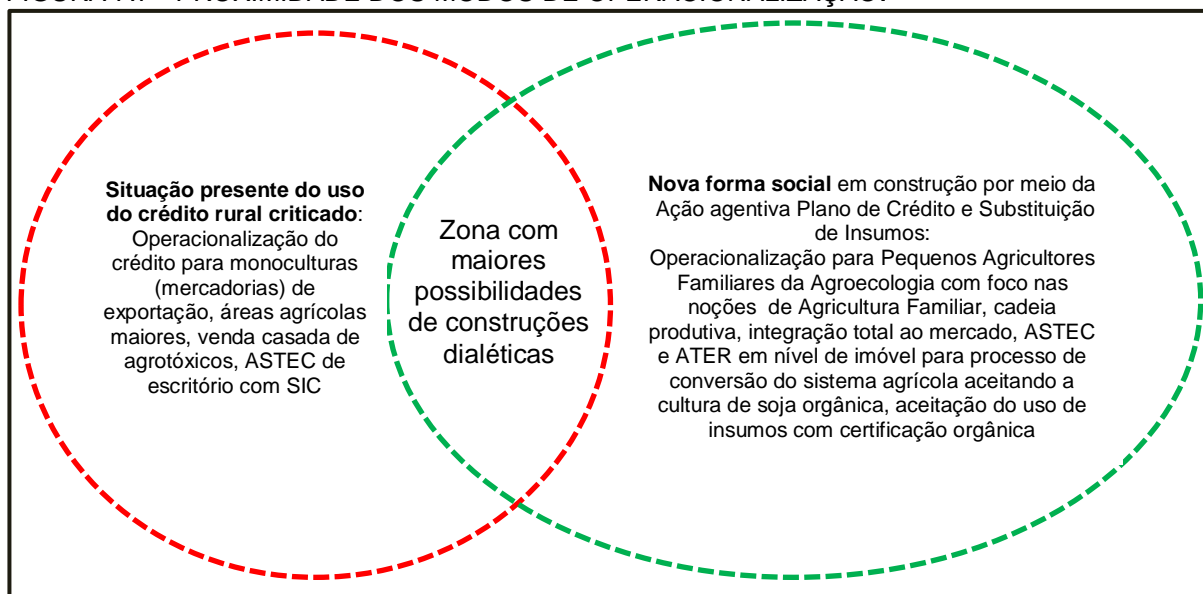 Situação presente do uso
do crédito rural criticado:
Operacionalização do
crédito para monoculturas
(mercadorias) de
exportação, áreas agrícolas
maiores, venda casada de
agrotóxicos, ASTEC de
escritório com SIC
Zona com
maiores
possibilidades
de construções
dialéticas
Nova forma social em construção por meio da
Ação agentiva Plano de Crédito e Substituição
de Insumos:
Operacionalização para Pequenos Agricultores
Familiares da Agroecologia com foco nas
noções de Agricultura Familiar, cadeia
produtiva, integração total ao mercado, ASTEC
e ATER em nível de imóvel para processo de
conversão do sistema agrícola aceitando a
cultura de soja orgânica, aceitação do uso de
insumos com certificação orgânica